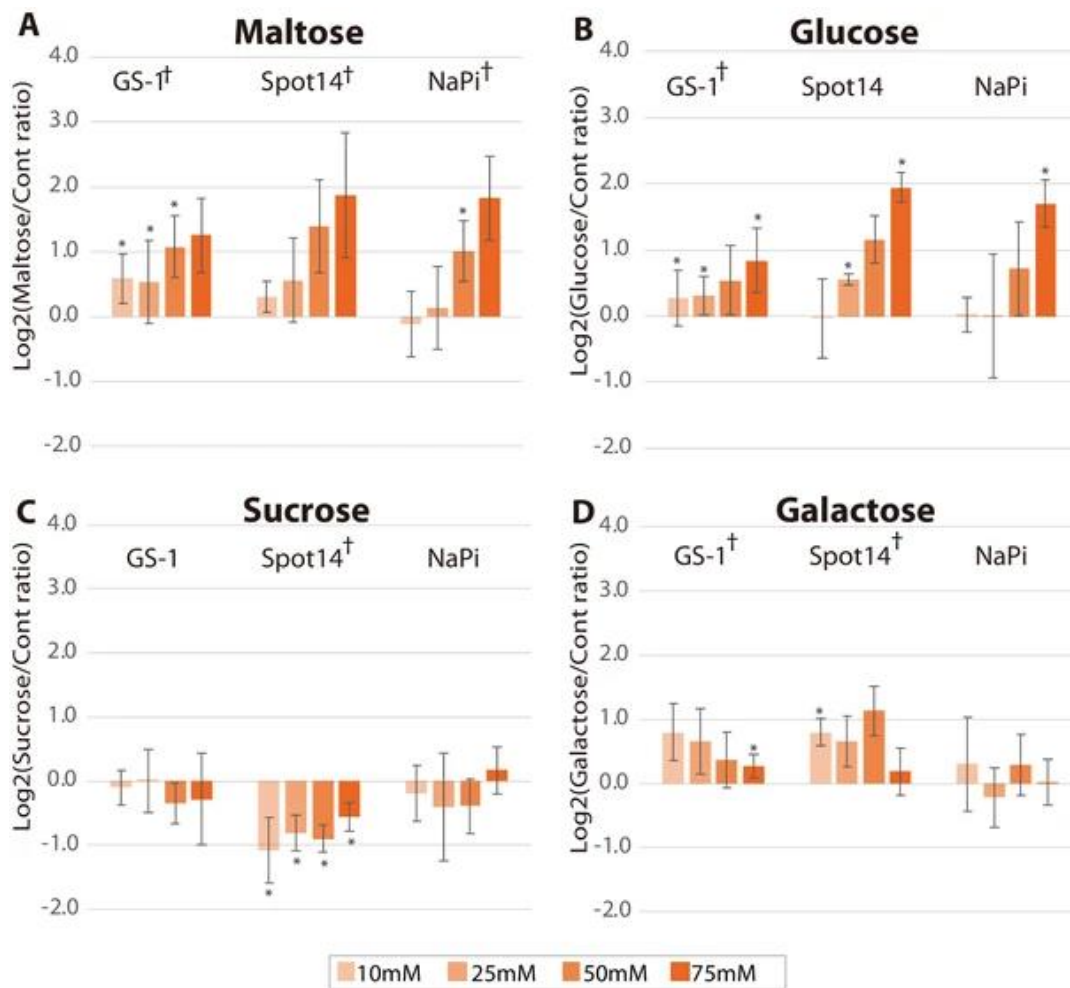 A Maltose
GS-1† Spot14† NaPi†
Log2(Maltose/Cont ratio)
4.0
3.0
2.0
1.0
0.0
-1.0
-2.0
* * *
*
B Glucose
GS-1† Spot14 NaPi
Log2(Glucose/Cont ratio)
4.0
3.0
2.0
1.0
0.0
-1.0
-2.0
* * *
* *
*
C Sucrose
GS-1 Spot14† NaPi
Log2(Sucrose/Cont ratio)
4.0
3.0
2.0
1.0
0.0
-1.0
-2.0
* * * *
D Galactose
GS-1† Spot14† NaPi
Log2(Galactose/Cont ratio)
4.0
3.0
2.0
1.0
0.0
-1.0
-2.0
*
*
10mM 25mM 50mM 75mM